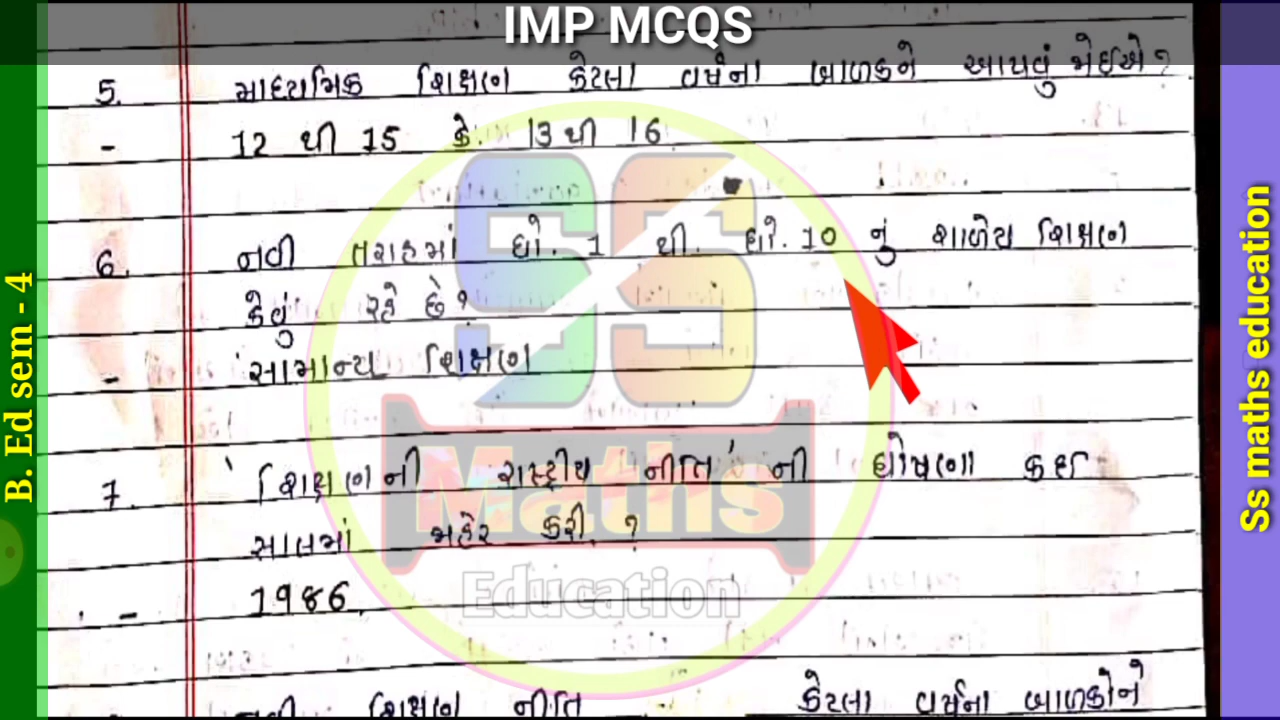 IMP MCQS
5. માધ્યમિક શિક્ષણ કેટલા વર્ષના બાળકને આપવું જોઈએ?
- 12 થી 15 કે. 13 થી 16
6. નવી તરાહમાં ધો. 1 થી. ધો. 10 નું શાળેય શિક્ષણ
કેવું રહે છે?
- સામાન્ય શિક્ષણ
7. 'શિક્ષણની રાષ્ટ્રીય નીતિ' ની ઘોષણા કઈ
સાલમાં જાહેર કરી.?
- 1986.
નવી શિક્ષણ નીતિ કેટલા વર્ષના બાળકોને
B. Ed sem - 4
Ss maths education
SS
Maths
Education